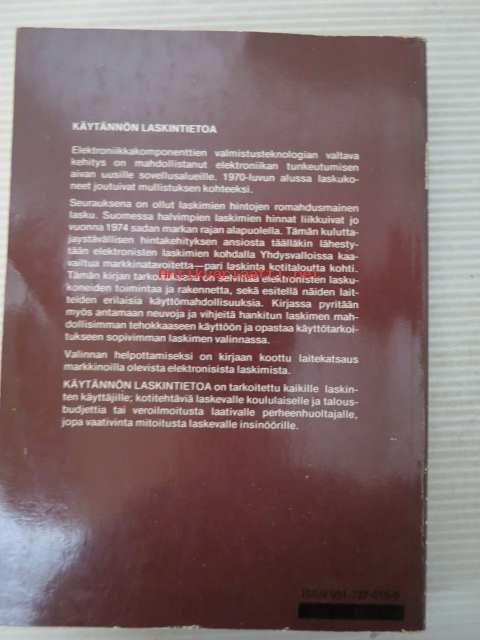 KÄYTÄNNÖN LASKINTIETOA
Elektroniikkakomponenttien valmistusteknologian valtava
kehitys on mahdollistanut elektroniikan tunkeutumisen
aivan uusille sovellusalueille. 1970-luvun alussa laskuko-
neet joutuivat mullistuksen kohteeksi.
Seurauksena on ollut laskimien hintojen romahdusmainen
lasku. Suomessa halvimpien laskimien hinnat liikkuivat jo
vuonna 1974 sadan markan rajan alapuolella. Tämän kulutta-
jaystävällisen hintakehityksen ansiosta täälläkin lähesty-
tään elektronisten laskimien kohdalla Yhdysvalloissa kaa-
vailtua markkinatavoitetta—pari laskinta kotitaloutta kohti.
Tämän kirjan on selvittää elektronisten lasku-
koneiden toimintaa ja rakennetta, sekä esitellä näiden lait-
teiden erilaisia käyttömahdollisuuksia. Kirjassa pyritään
myös antamaan neuvoja ja vihjeitä hankitun laskimen mah-
dollisimman tehokkaaseen käyttöön ja opastaa käyttötarkoi-
tukseen sopivimman laskimen valinnassa.
Valinnan helpottamiseksi on kirjaan koottu laitekatsaus
markkinoilla olevista elektronisista laskimista.
KÄYTÄNNÖN LASKINTIETOA on tarkoitettu kaikille laskin-
ten käyttäjille; kotitehtäviä laskevalle koululaiselle ja talous-
budjettia tai veroilmoitusta laativalle perheenhuoltajalle,
jopa vaativinta mitoitusta laskevalle insinöörille.